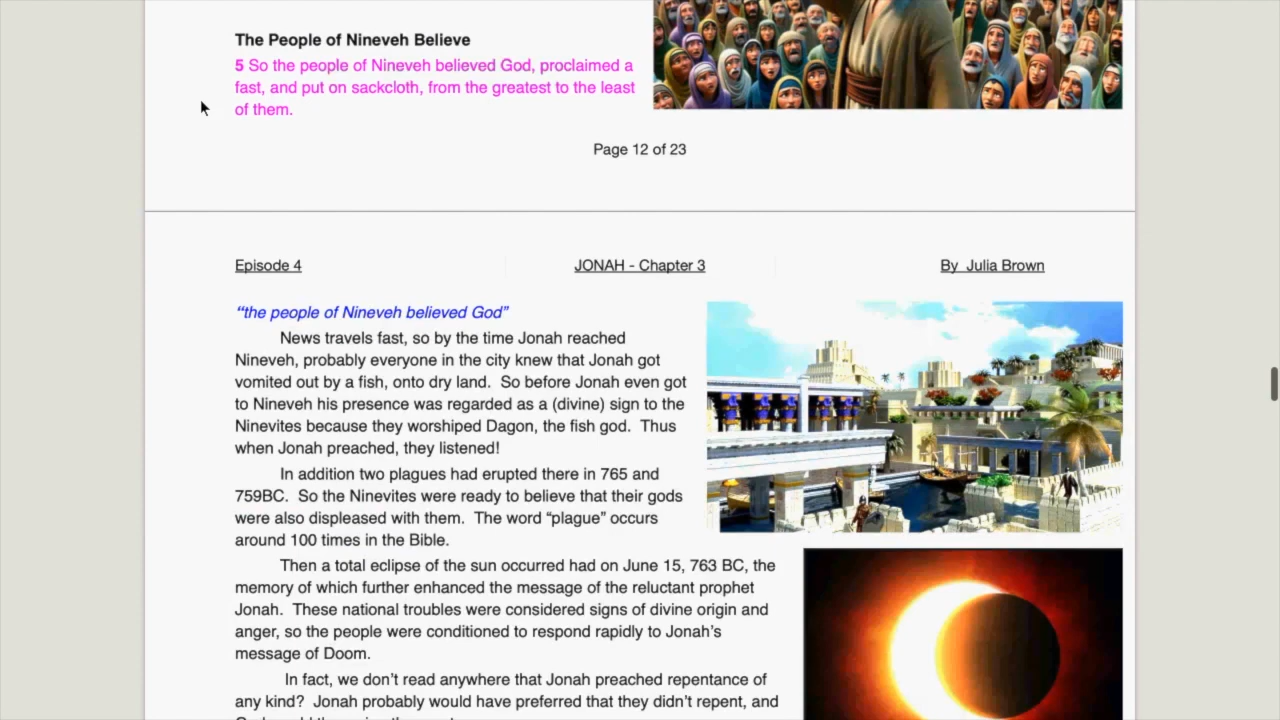 The People of Nineveh Believe
5 So the people of Nineveh believed God, proclaimed a
fast, and put on sackcloth, from the greatest to the least
of them.
Page 12 of 23
Episode 4 JONAH - Chapter 3 By Julia Brown
“the people of Nineveh believed God”
News travels fast, so by the time Jonah reached
Nineveh, probably everyone in the city knew that Jonah got
vomited out by a fish, onto dry land. So before Jonah even got
to Nineveh his presence was regarded as a (divine) sign to the
Ninevites because they worshiped Dagon, the fish god. Thus
when Jonah preached, they listened!
In addition two plagues had erupted there in 765 and
759BC. So the Ninevites were ready to believe that their gods
were also displeased with them. The word “plague” occurs
around 100 times in the Bible.
Then a total eclipse of the sun occurred had on June 15, 763 BC, the
memory of which further enhanced the message of the reluctant prophet
Jonah. These national troubles were considered signs of divine origin and
anger, so the people were conditioned to respond rapidly to Jonah’s
message of Doom.
In fact, we don’t read anywhere that Jonah preached repentance of
any kind? Jonah probably would have preferred that they didn’t repent, and